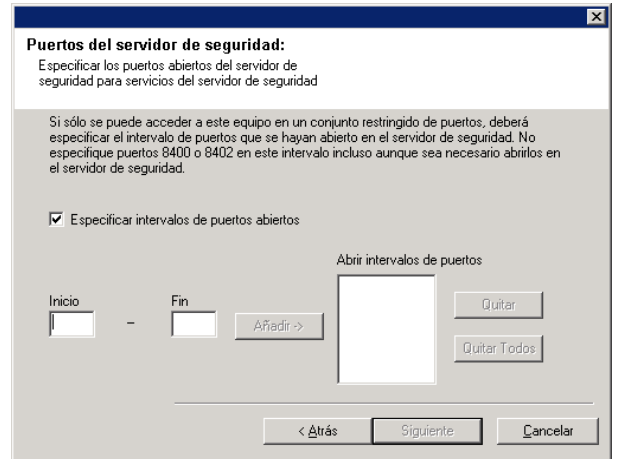 Puertos del servidor de seguridad:
Especificar los puertos abiertos del servidor de
seguridad para servicios del servidor de seguridad
Si sólo se puede acceder a este equipo en un conjunto restringido de puertos, deberá
especificar el intervalo de puertos que se hayan abierto en el servidor de seguridad. No
especifique puertos 8400 o 8402 en este intervalo incluso aunque sea necesario abrirlos en
el servidor de seguridad.
Especificar intervalos de puertos abiertos
Abrir intervalos de puertos
Inicio
Fin
–
Añadir ->
Quitar
Quitar Todos
< Atrás
Siguiente
Cancelar